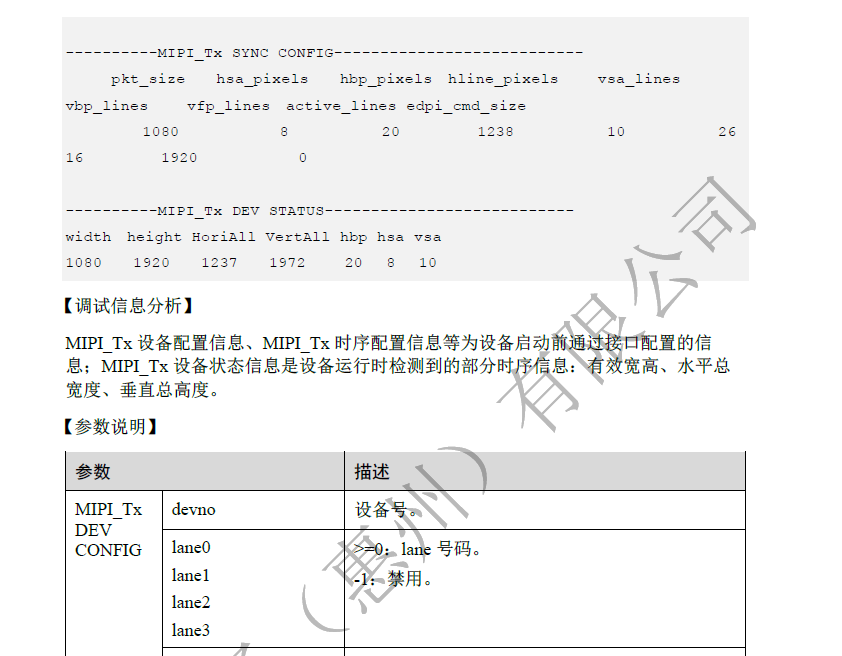 ----------MIPI_Tx SYNC CONFIG---------------------------
pkt_size hsa_pixels hbp_pixels hline_pixels vsa_lines
vbp_lines vfp_lines active_lines edpi_cmd_size
1080 8 20 1238 10 26
16 1920 0
----------MIPI_Tx DEV STATUS---------------------------
width height HoriAll VertAll hbp hsa vsa
1080 1920 1237 1972 20 8 10
【调试信息分析】
MIPI_Tx 设备配置信息、MIPI_Tx 时序配置信息等为设备启动前通过接口配置的信
息；MIPI_Tx 设备状态信息是设备运行时检测到的部分时序信息：有效宽高、水平总
宽度、垂直总高度。
【参数说明】
参数 描述
MIPI_Tx devno 设备号。
DEV
CONFIG
lane0 >=0：lane 号码。
lane1 -1：禁用。
lane2
lane3
（惠州）有限公司